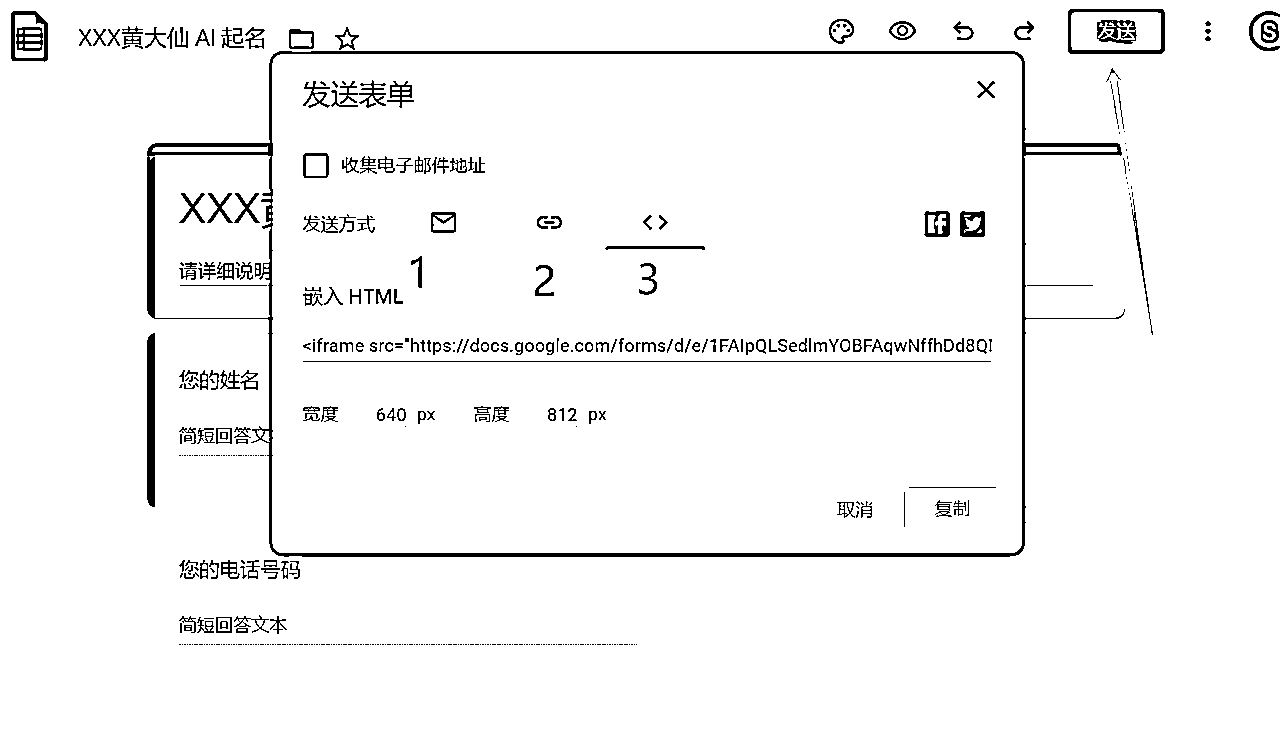 XXX黄大仙 AI 起名
发送
发送表单
收集电子邮件地址
XXX黄
发送方式
1
2
3
请详细说明
嵌入 HTML
<iframe src="https://docs.google.com/forms/d/e/1FAIpQLSedlmYOBFAqwNffhDd8Q
您的姓名
宽度 640 px 高度 812 px
简短回答文
取消
复制
您的电话号码
简短回答文本